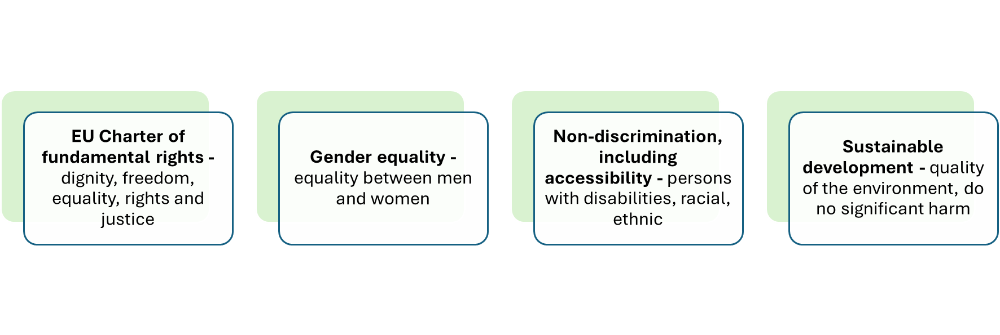 EU Charter of
fundamental rights -
dignity, freedom,
equality, rights and
justice
Gender equality -
equality between men
and women
Non-discrimination,
including
accessibility - persons
with disabilities, racial,
ethnic
Sustainable
development - quality
of the environment, do
no significant harm